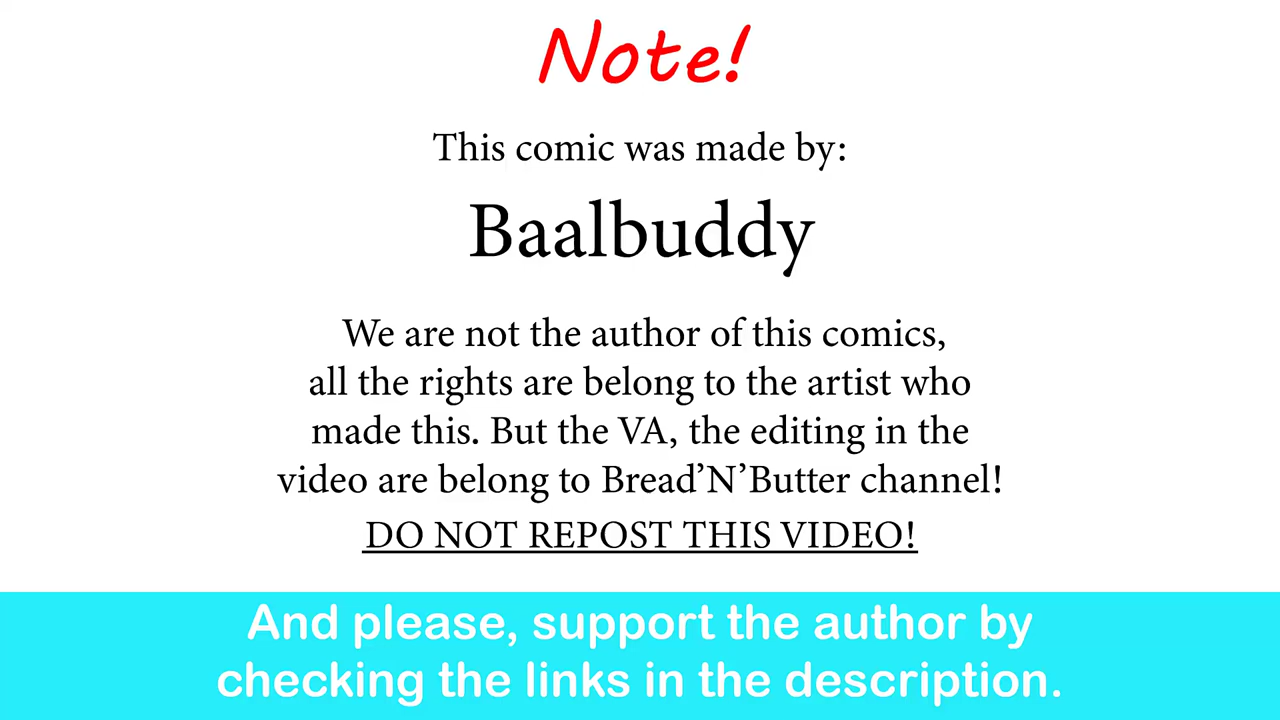 Note!
This comic was made by:
Baalbuddy
We are not the author of this comics,
all the rights are belong to the artist who
made this. But the VA, the editing in the
video are belong to Bread’N’Butter channel!
DO NOT REPOST THIS VIDEO!
And please, support the author by
checking the links in the description.